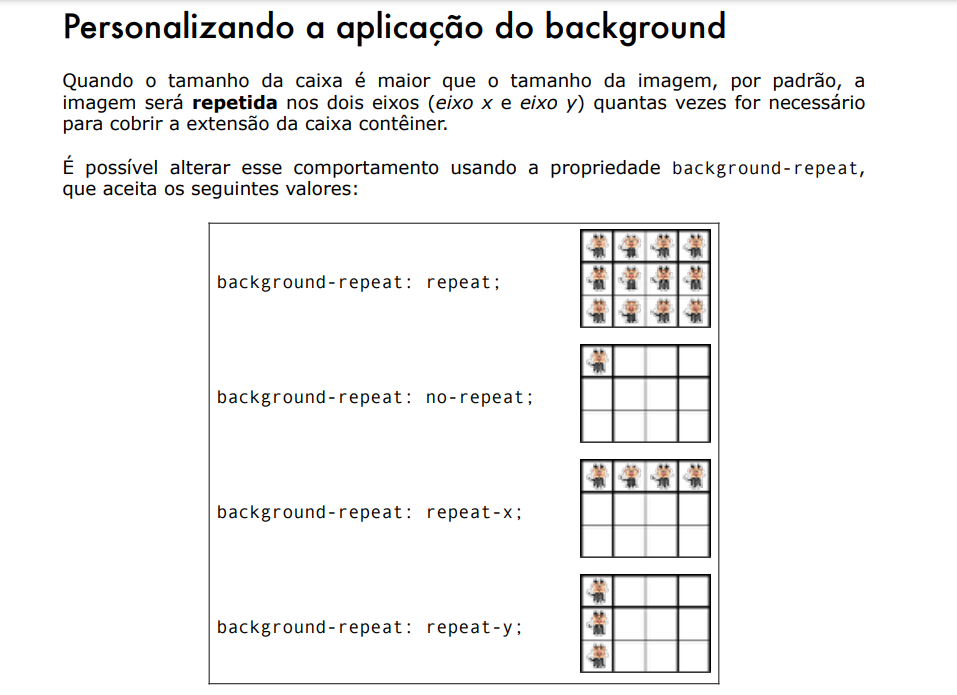 Personalizando a aplicação do background
Quando o tamanho da caixa é maior que o tamanho da imagem, por padrão, a
imagem será repetida nos dois eixos (eixo x e eixo y) quantas vezes for necessário
para cobrir a extensão da caixa contêiner.
É possível alterar esse comportamento usando a propriedade background-repeat,
que aceita os seguintes valores:
background-repeat: repeat;
background-repeat: no-repeat;
background-repeat: repeat-x;
background-repeat: repeat-y;